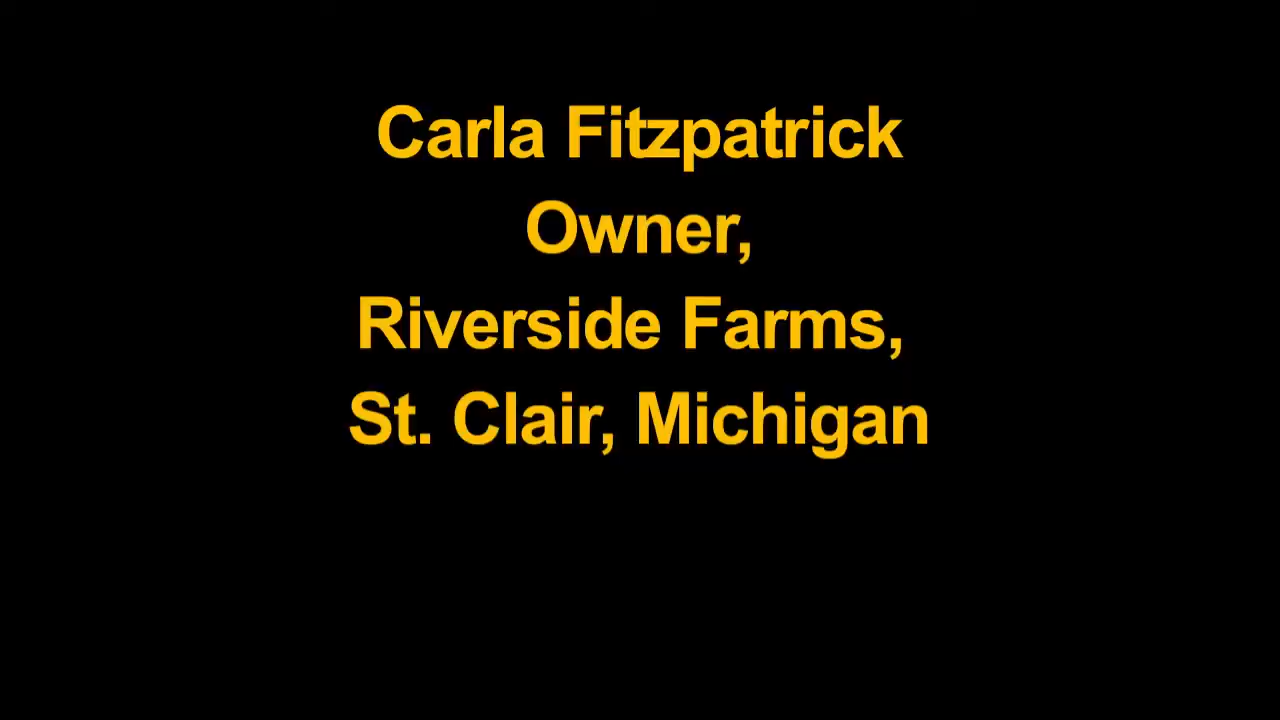 Carla Fitzpatrick
Owner,
Riverside Farms,
St. Clair, Michigan